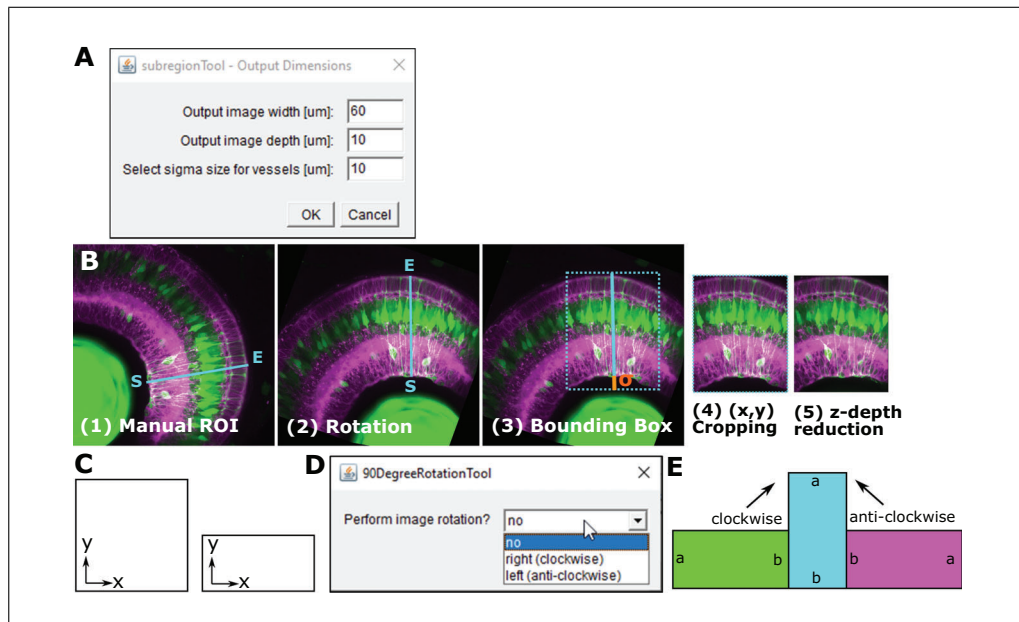 A
subregionTool - Output Dimensions
Output image width [um]: 60
Output image depth [um]: 10
Select sigma size for vessels [um]: 10
OK Cancel
B
S E
(1) Manual ROI
E
S
(2) Rotation
σ
(3) Bounding Box
(4) (x,y)
Cropping
(5) z-depth
reduction
C
y
x
y
x
D
90DegreeRotationTool
Perform image rotation? no
no
right (clockwise)
left (anti-clockwise)
E
a
clockwise
anti-clockwise
a b b a
b